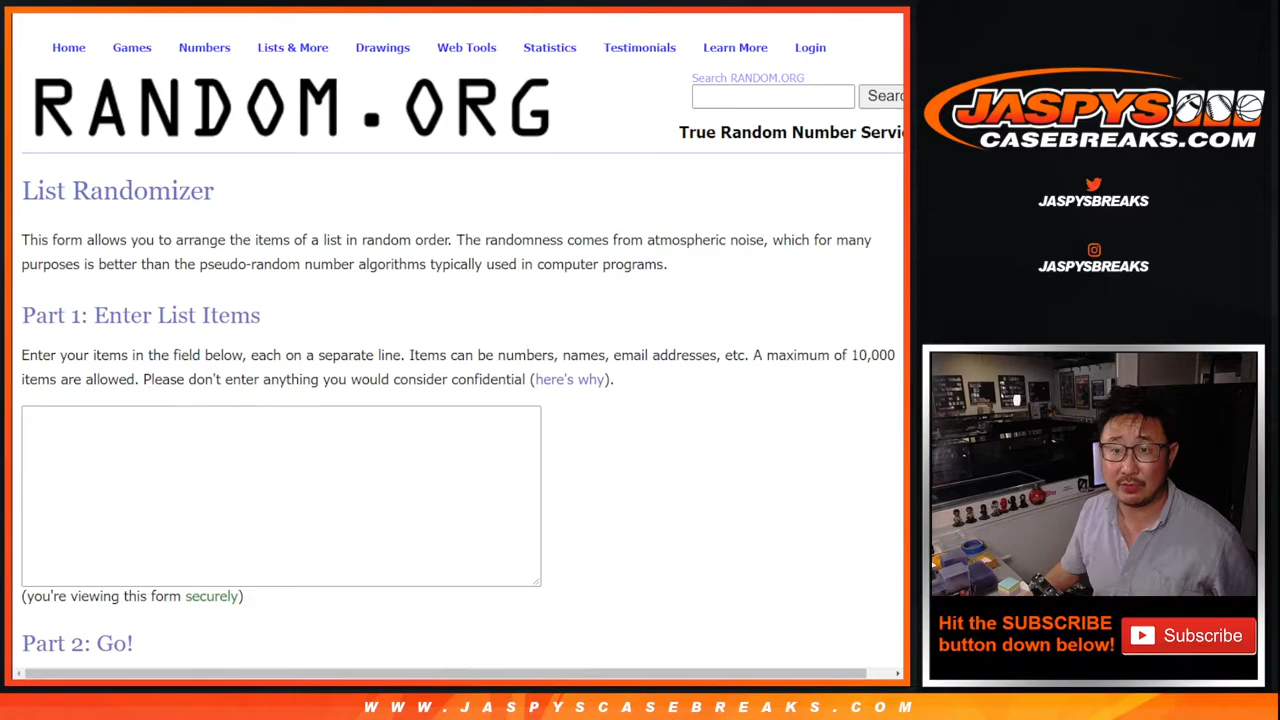 Home Games Numbers Lists & More Drawings Web Tools Statistics Testimonials Learn More Login
RANDOM.ORG
Search RANDOM.ORG
Searc
True Random Number Servi
List Randomizer
This form allows you to arrange the items of a list in random order. The randomness comes from atmospheric noise, which for many
purposes is better than the pseudo-random number algorithms typically used in computer programs.
Part 1: Enter List Items
Enter your items in the field below, each on a separate line. Items can be numbers, names, email addresses, etc. A maximum of 10,000
items are allowed. Please don't enter anything you would consider confidential (here's why).
(you're viewing this form securely)
Part 2: Go!
JASPYS
CASEBREAKS.COM
JASPYSBREAKS
JASPYSBREAKS
Hit the SUBSCRIBE
button down below!
Subscribe
WWW.JASPYSCASEBREAKS.COM